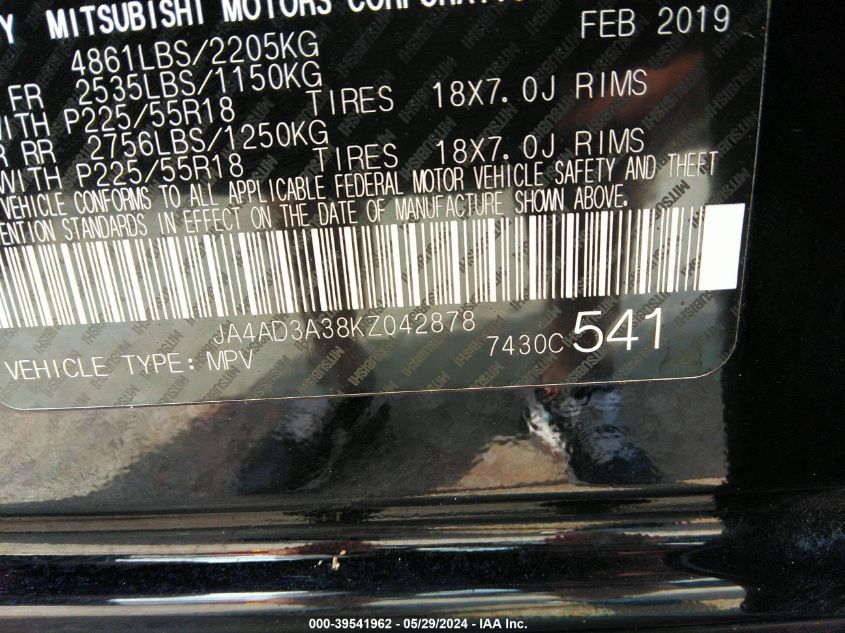 Y MITSUBISHI MOTORS CORPORATION
FEB 2019
4861LBS/2205KG
FR 2535LBS/1150KG
WITH P225/55R18 TIRES 18X7.0J RIMS
RR 2756LBS/1250KG
WITH P225/55R18 TIRES 18X7.0J RIMS
VEHICLE CONFORMS TO ALL APPLICABLE FEDERAL MOTOR VEHICLE SAFETY AND THEFT
ENTION STANDARDS IN EFFECT ON THE DATE OF MANUFACTURE SHOWN ABOVE.
JA4AD3A38KZ042878
7430C 541
VEHICLE TYPE: MPV
000-39541962 - 05/29/2024 - IAA Inc.